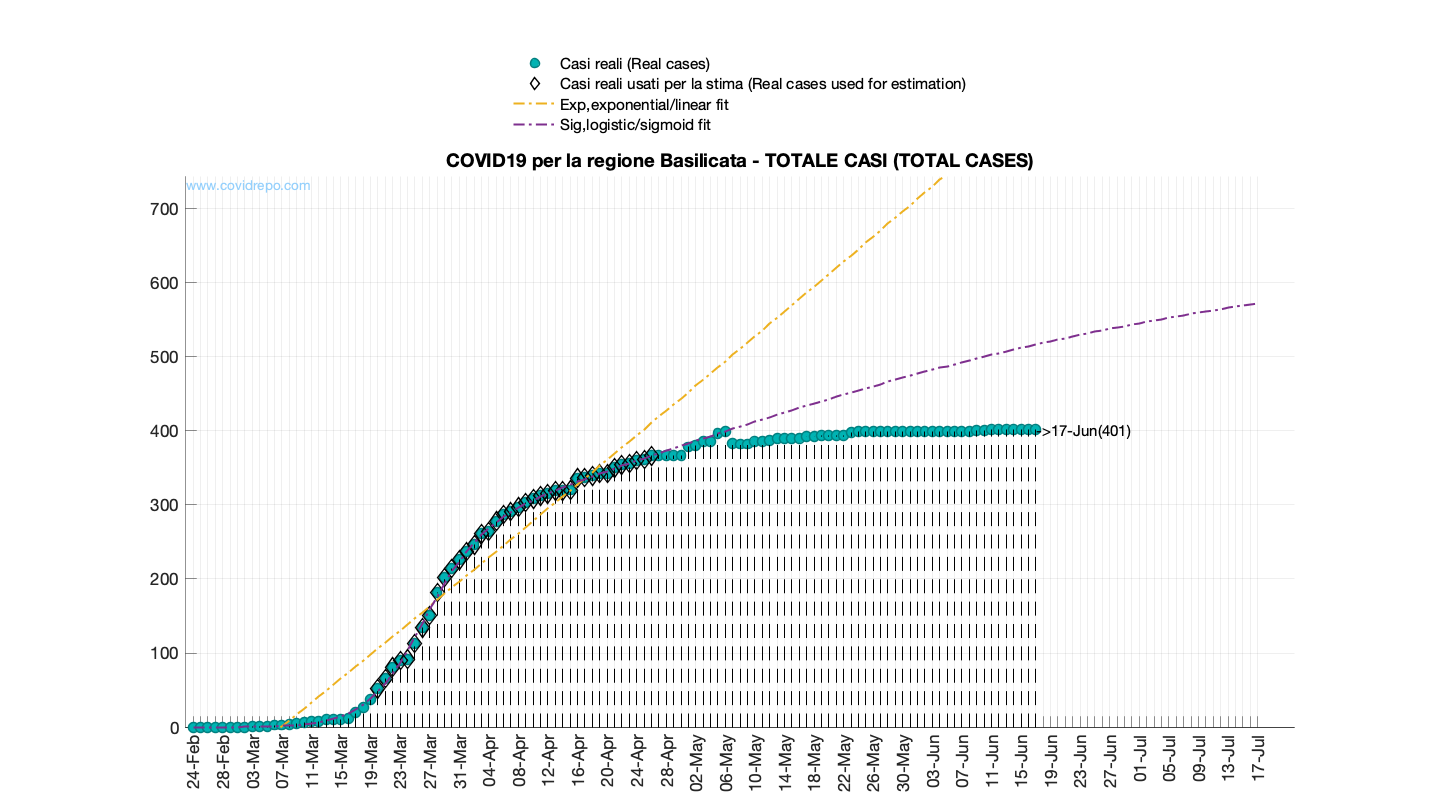 Casi reali (Real cases)
Casi reali usati per la stima (Real cases used for estimation)
Exp,exponential/linear fit
Sig,logistic/sigmoid fit
COVID19 per la regione Basilicata - TOTALE CASI (TOTAL CASES)
www.covidrepo.com
700
600
500
400
300
200
100
0
>17-Jun(401)
24-Feb
28-Feb
03-Mar
07-Mar
11-Mar
15-Mar
19-Mar
23-Mar
27-Mar
31-Mar
04-Apr
08-Apr
12-Apr
16-Apr
20-Apr
24-Apr
28-Apr
02-May
06-May
10-May
14-May
18-May
22-May
26-May
30-May
03-Jun
07-Jun
11-Jun
15-Jun
19-Jun
23-Jun
27-Jun
01-Jul
05-Jul
09-Jul
13-Jul
17-Jul